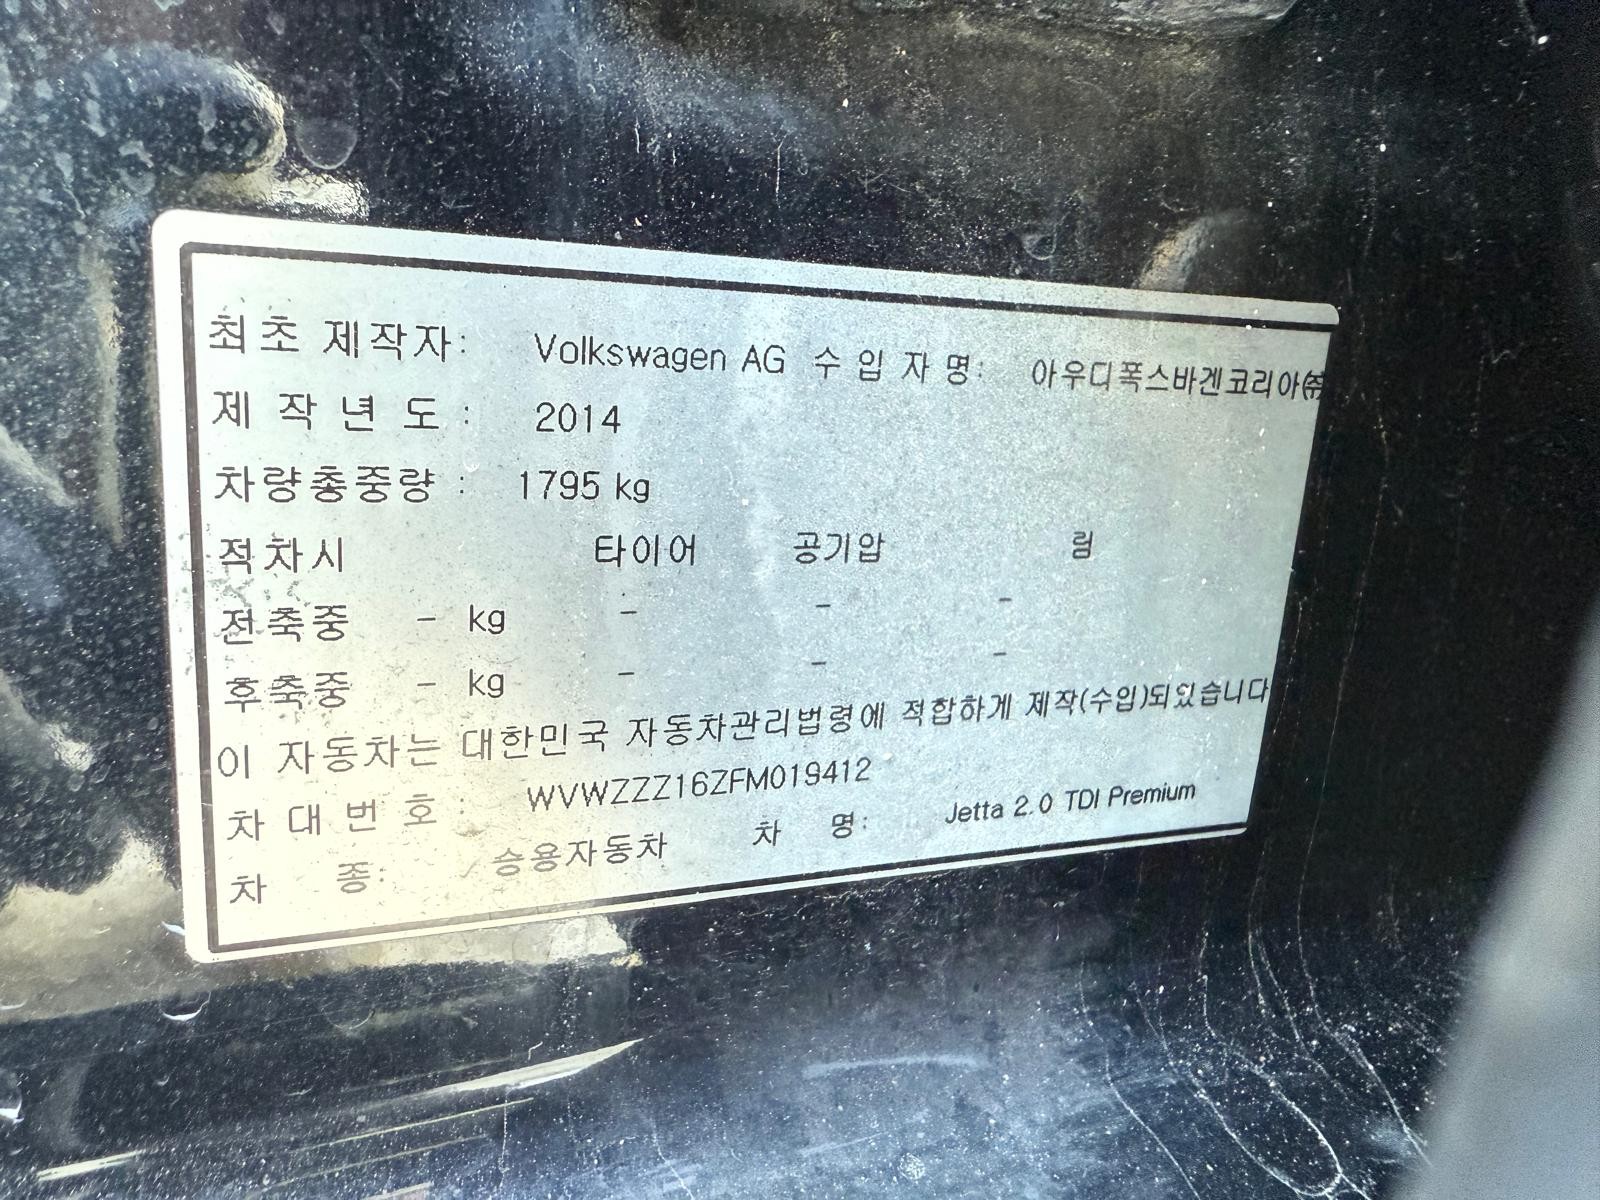 최초 제작자: Volkswagen AG 수입자명: 아우디폭스바겐코리아㈜
제작년도: 2014
차량총중량: 1795 kg
적차시 타이어 공기압 림
전축중 - kg - - -
후축중 - kg - - -
이 자동차는 대한민국 자동차관리법령에 적합하게 제작(수입)되있습니다
차대번호: WVWZZZ16ZFM019412
차 종: 승용자동차 차 명: Jetta 2.0 TDI Premium